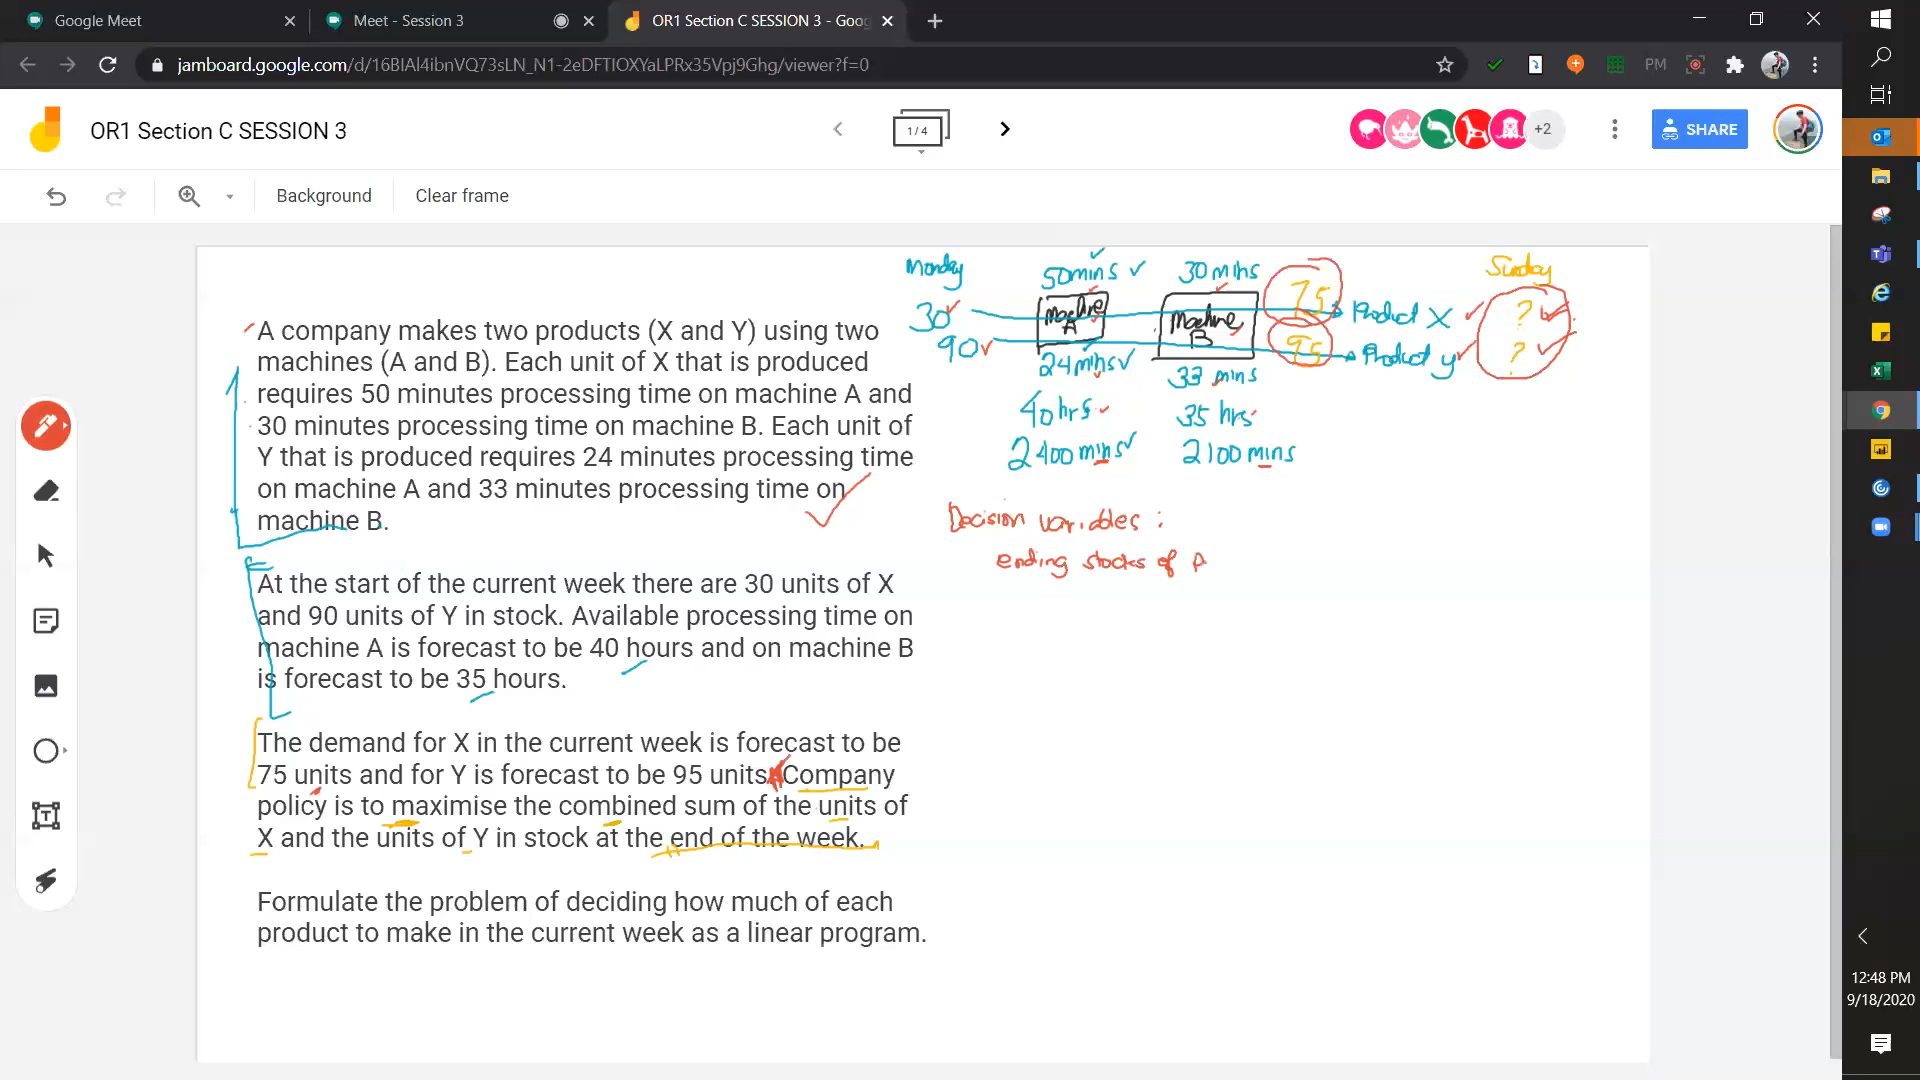 Google Meet
Meet - Session 3
OR1 Section C SESSION 3 - Goog
jamboard.google.com/d/16BIAl4ibnVQ73sLN_N1-2eDFTIOXYaLPRx35Vpj9Ghg/viewer?f=0
PM
OR1 Section C SESSION 3
1 / 4
+2
SHARE
Background
Clear frame
Monday
50mins
30 mins
75
Sunday
30
Machine A
Machine B
Product X
?
90
95
Product y
?
24mins
33 mins
40hrs
35 hrs
2400 mins
2100 mins
Decision variables :
ending stocks of A
A company makes two products (X and Y) using two
machines (A and B). Each unit of X that is produced
requires 50 minutes processing time on machine A and
30 minutes processing time on machine B. Each unit of
Y that is produced requires 24 minutes processing time
on machine A and 33 minutes processing time on
machine B.
At the start of the current week there are 30 units of X
and 90 units of Y in stock. Available processing time on
machine A is forecast to be 40 hours and on machine B
is forecast to be 35 hours.
The demand for X in the current week is forecast to be
75 units and for Y is forecast to be 95 units. Company
policy is to maximise the combined sum of the units of
X and the units of Y in stock at the end of the week.
Formulate the problem of deciding how much of each
product to make in the current week as a linear program.
12:48 PM
9/18/2020